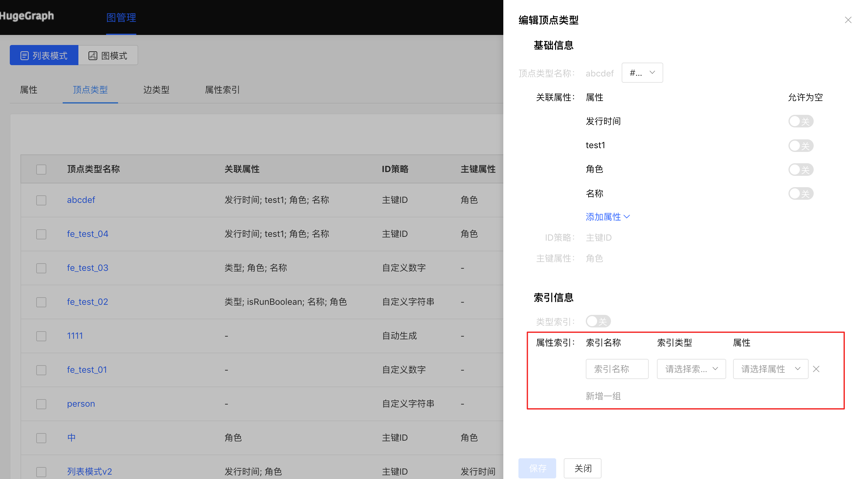 HugeGraph 图管理
列表模式 图模式
属性 顶点类型 边类型 属性索引
顶点类型名称 关联属性 ID策略 主键属性
abcdef 发行时间; test1; 角色; 名称 主键ID 角色
fe_test_04 发行时间; test1; 角色; 名称 主键ID 角色
fe_test_03 类型; 角色; 名称 自定义数字 -
fe_test_02 类型; isRunBoolean; 名称; 角色 自定义字符串 -
1111 - 自动生成 -
fe_test_01 - 自定义数字 -
person - 自定义字符串 -
中 角色 主键ID 角色
列表模式v2 发行时间; 角色 主键ID 发行时间
编辑顶点类型
基础信息
顶点类型名称: abcdef #...
关联属性: 属性 允许为空
发行时间 关
test1 关
角色 关
名称 关
添加属性
ID策略: 主键ID
主键属性: 角色
索引信息
类型索引: 关
属性索引: 索引名称 索引类型 属性
索引名称 请选择索... 请选择属性
新增一组
保存 关闭